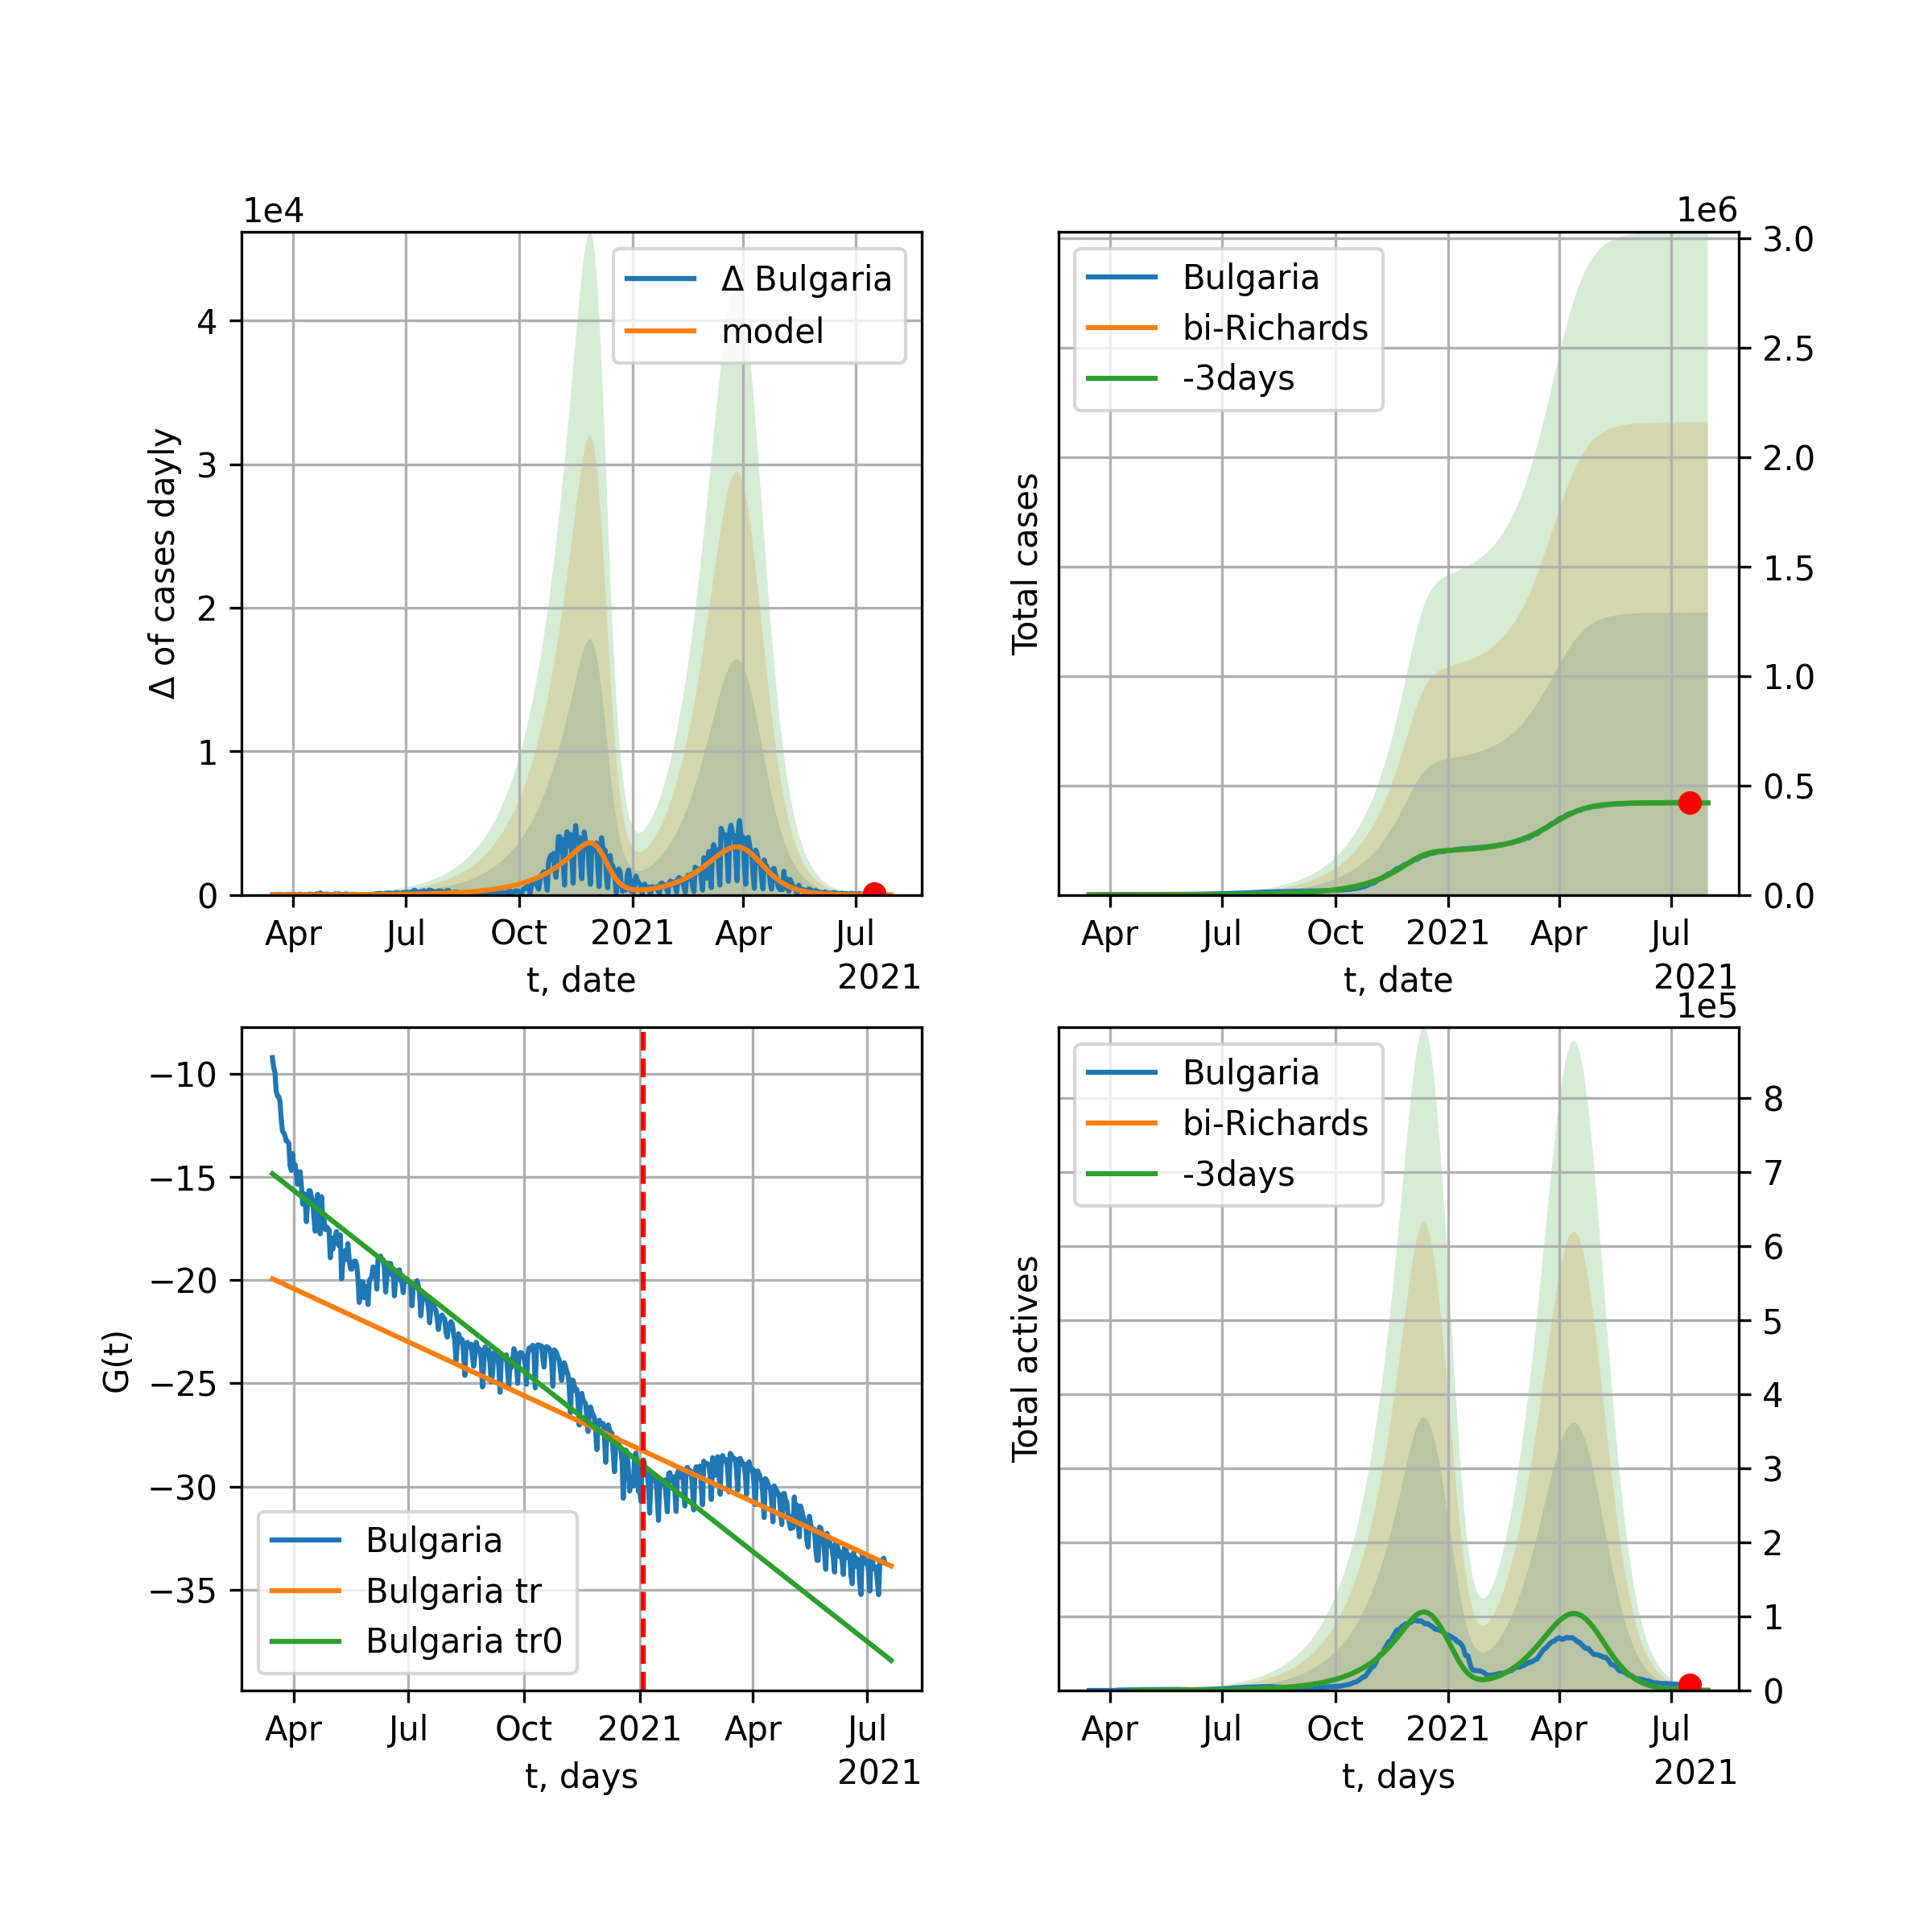 1e4
Δ of cases dayly
4
3
2
1
0
Δ Bulgaria
model
Apr Jul Oct 2021 Apr Jul
t, date
2021
1e6
Total cases
3.0
2.5
2.0
1.5
1.0
0.5
0.0
Bulgaria
bi-Richards
-3days
Apr Jul Oct 2021 Apr Jul
t, date
2021
G(t)
−10
−15
−20
−25
−30
−35
Bulgaria
Bulgaria tr
Bulgaria tr0
Apr Jul Oct 2021 Apr Jul
t, days
2021
1e5
Total actives
8
7
6
5
4
3
2
1
0
Bulgaria
bi-Richards
-3days
Apr Jul Oct 2021 Apr Jul
t, days
2021